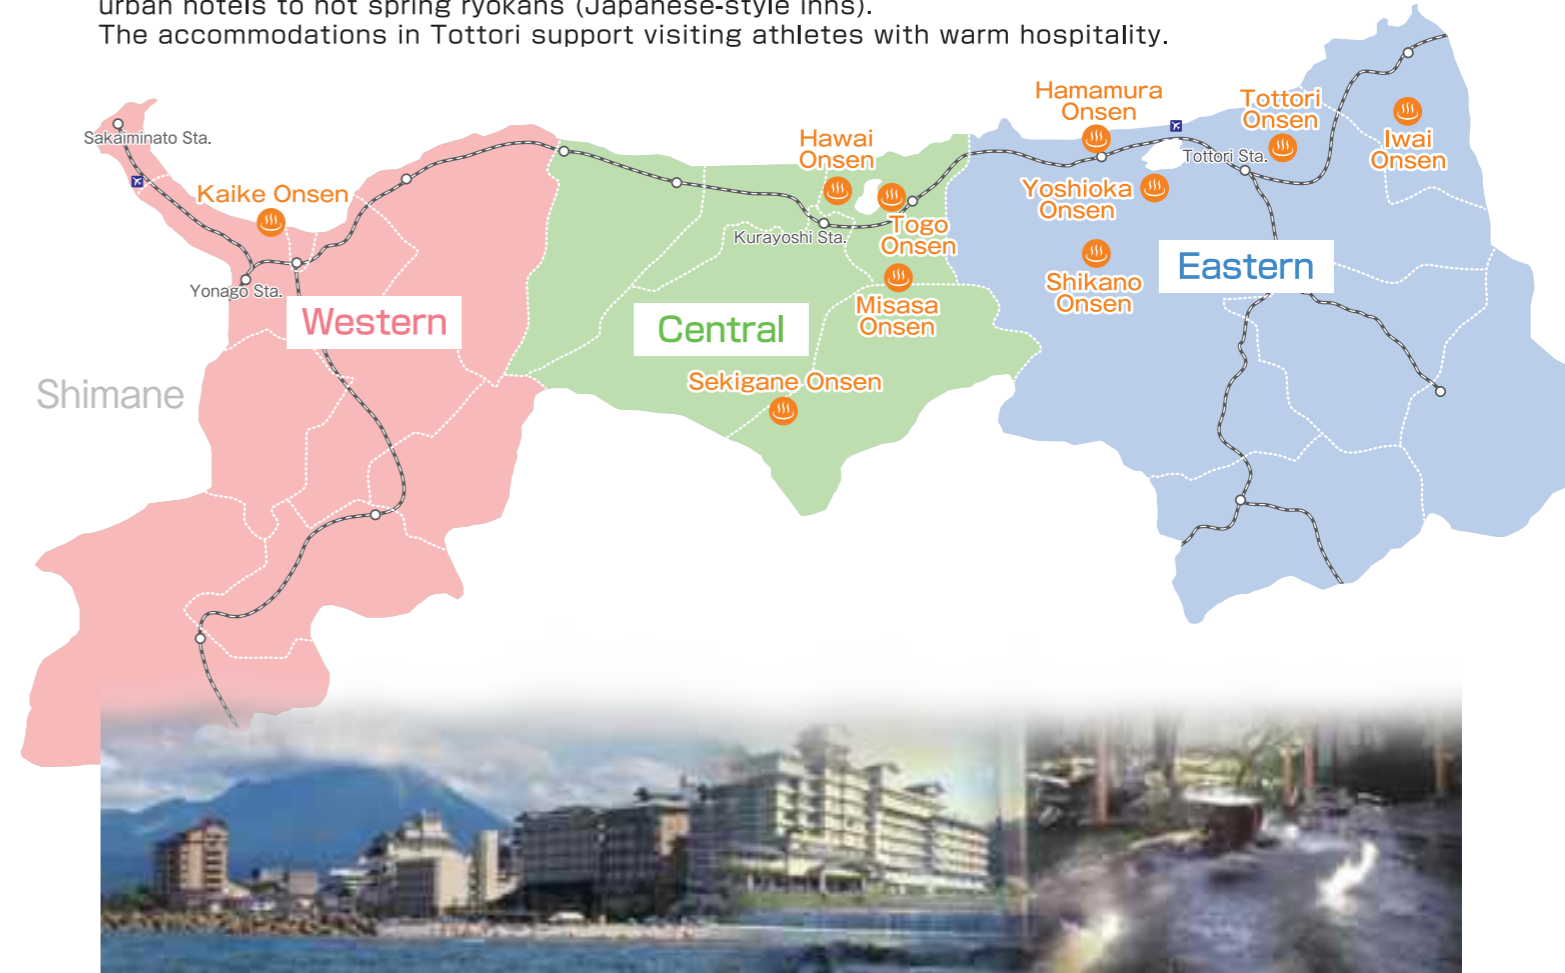 urban hotels to hot spring ryokans (Japanese-style inns).
The accommodations in Tottori support visiting athletes with warm hospitality.
Sakaiminato Sta.
Kaike Onsen
Yonago Sta.
Western
Shimane
Hawai
Onsen
Togo
Onsen
Kurayoshi Sta.
Misasa
Onsen
Central
Sekigane Onsen
Hamamura
Onsen
Tottori
Onsen
Iwai
Onsen
Tottori Sta.
Yoshioka
Onsen
Shikano
Onsen
Eastern